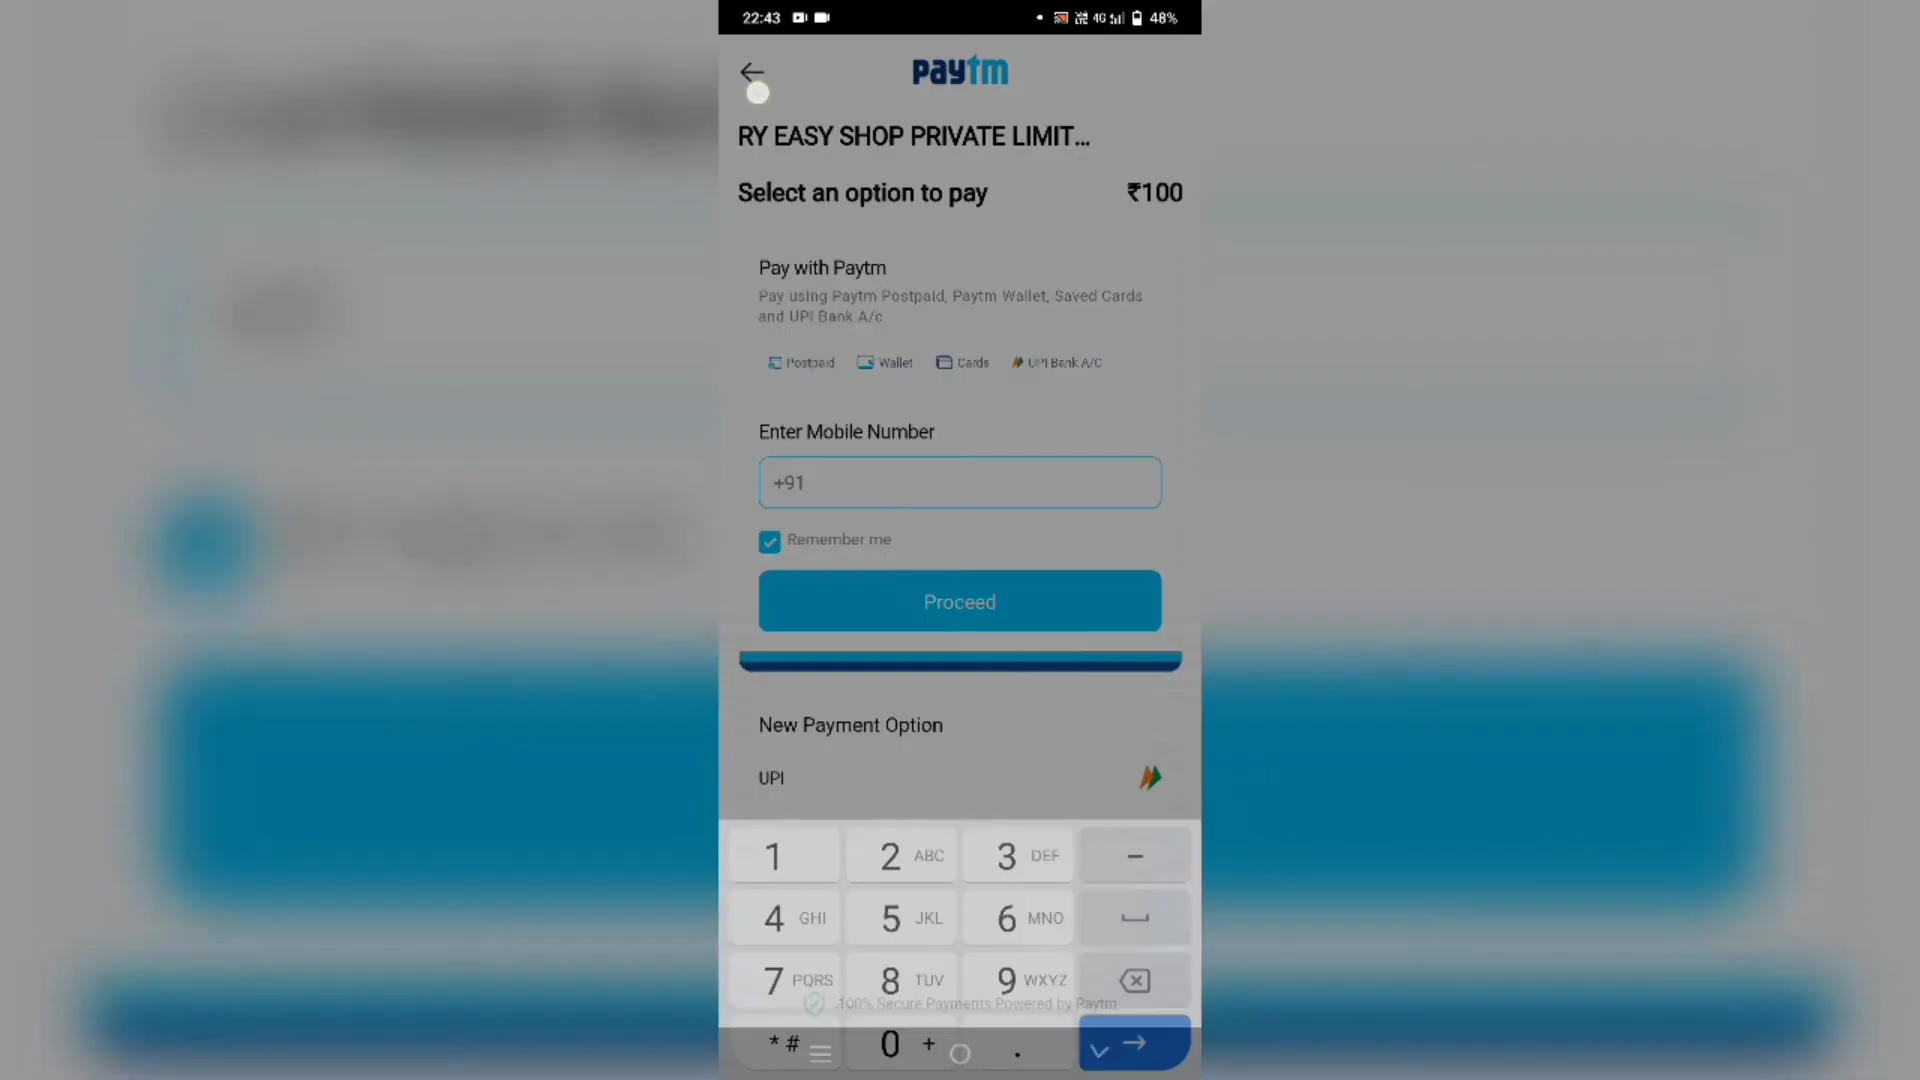 22:43 4G 48%
paytm
RY EASY SHOP PRIVATE LIMIT...
Select an option to pay ₹100
Pay with Paytm
Pay using Paytm Postpaid, Paytm Wallet, Saved Cards
and UPI Bank A/c
Postpaid Wallet Cards UPI Bank A/C
Enter Mobile Number
+91
Remember me
Proceed
New Payment Option
UPI
1 2 ABC 3 DEF –
4 GHI 5 JKL 6 MNO
7 PQRS 8 TUV 9 WXYZ
100% Secure Payments Powered by Paytm
* # 0 + .